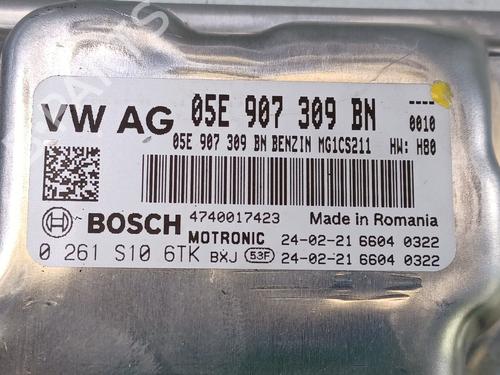 VW AG 05E 907 309 BN ----
0010
05E 907 309 BN BENZIN MG1CS211 HW: H80
BOSCH 4740017423 Made in Romania
MOTRONIC 24-02-21 6604 0322
0 261 S10 6TK BXJ 53F 24-02-21 6604 0322